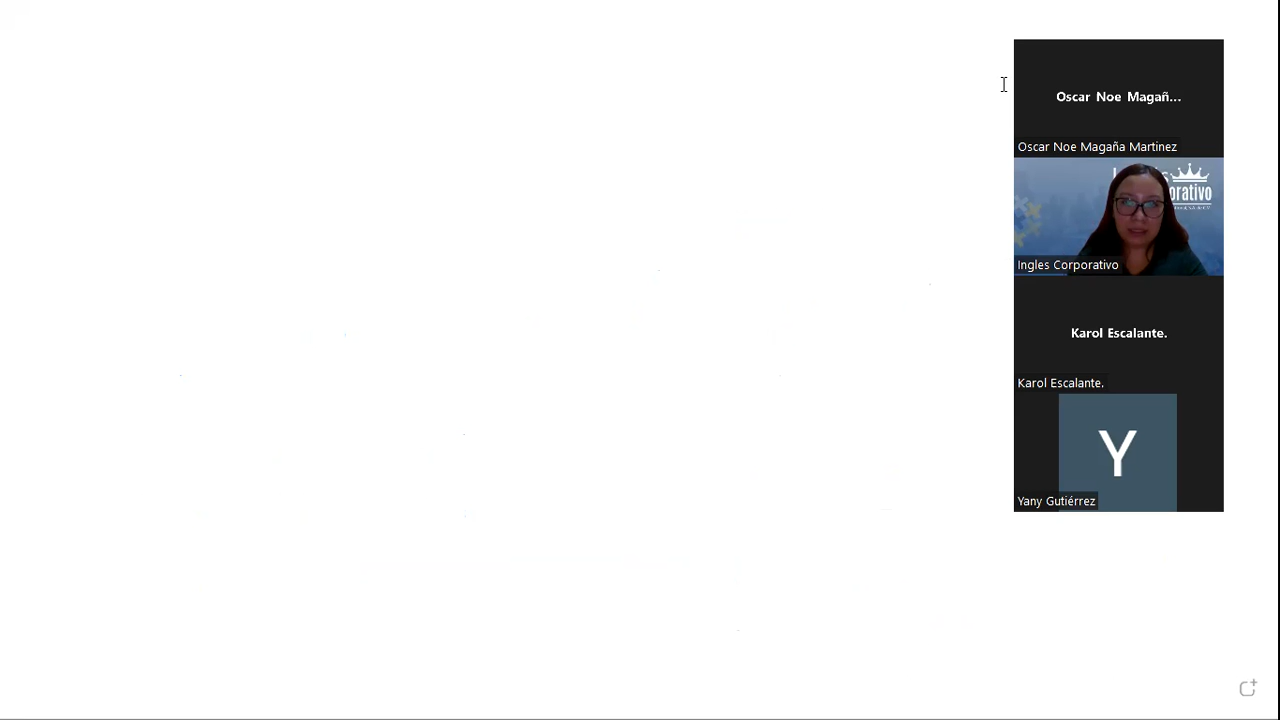 Oscar Noe Magañ...
Oscar Noe Magaña Martinez
Ingles Corporativo
Karol Escalante.
Karol Escalante.
Y
Yany Gutiérrez